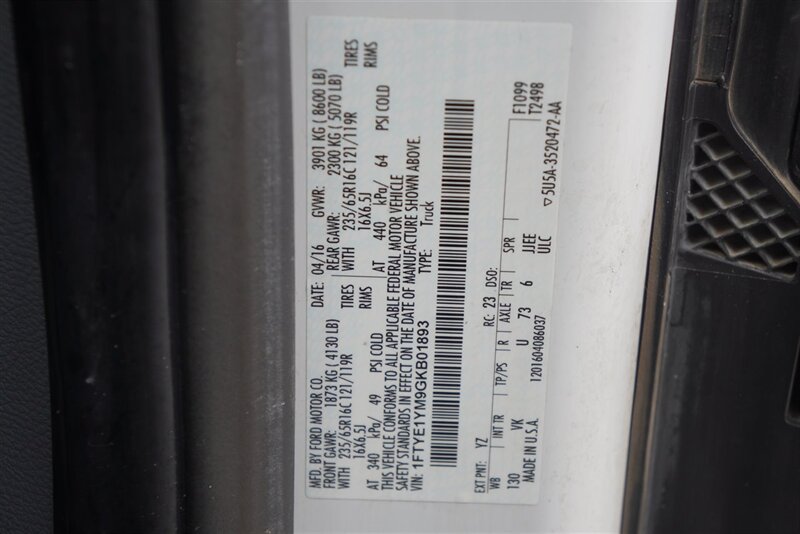 MFD. BY FORD MOTOR CO. DATE: 04/16 GVWR: 3901 KG ( 8600 LB)
FRONT GAWR: 1873 KG ( 4130 LB) REAR GAWR: 2300 KG ( 5070 LB)
WITH 235/65R16C 121/119R TIRES WITH 235/65R16C 121/119R TIRES
16X6.5J RIMS 16X6.5J RIMS
AT 340 kPa/ 49 PSI COLD AT 440 kPa/ 64 PSI COLD
THIS VEHICLE CONFORMS TO ALL APPLICABLE FEDERAL MOTOR VEHICLE
SAFETY STANDARDS IN EFFECT ON THE DATE OF MANUFACTURE SHOWN ABOVE.
VIN: 1FTYE1YM9GKB01893 TYPE: Truck
EXT PNT: YZ RC: 23 DSO: F1099
T2498
WB INT TR TP/PS R AXLE TR SPR
130 VK U 73 6 JJEE
ULC
MADE IN U.S.A. 1201604086037 ▽5U5A-3520472-AA